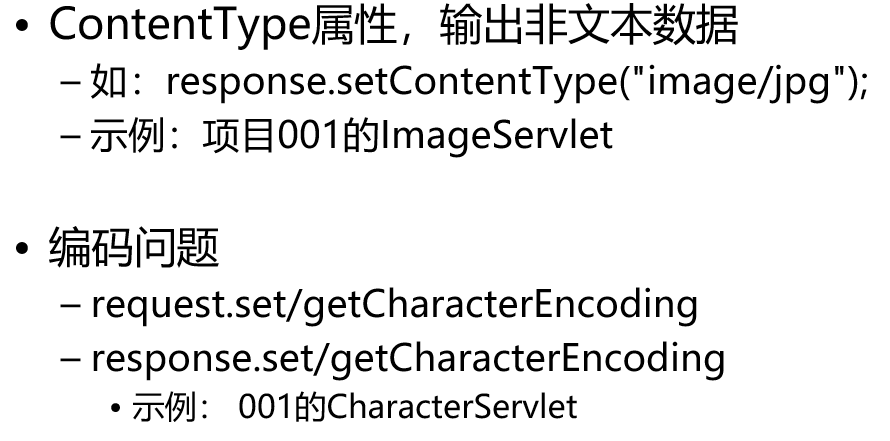 • ContentType属性，输出非文本数据
– 如：response.setContentType("image/jpg");
– 示例：项目001的ImageServlet
• 编码问题
– request.set/getCharacterEncoding
– response.set/getCharacterEncoding
• 示例： 001的CharacterServlet